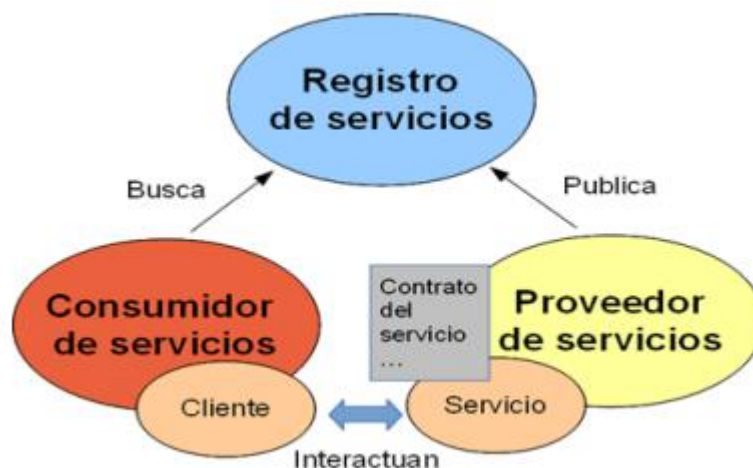 Registro
de servicios
Busca
Publica
Consumidor
de servicios
Contrato
del
servicio
...
Proveedor
de servicios
Cliente
Servicio
Interactuan